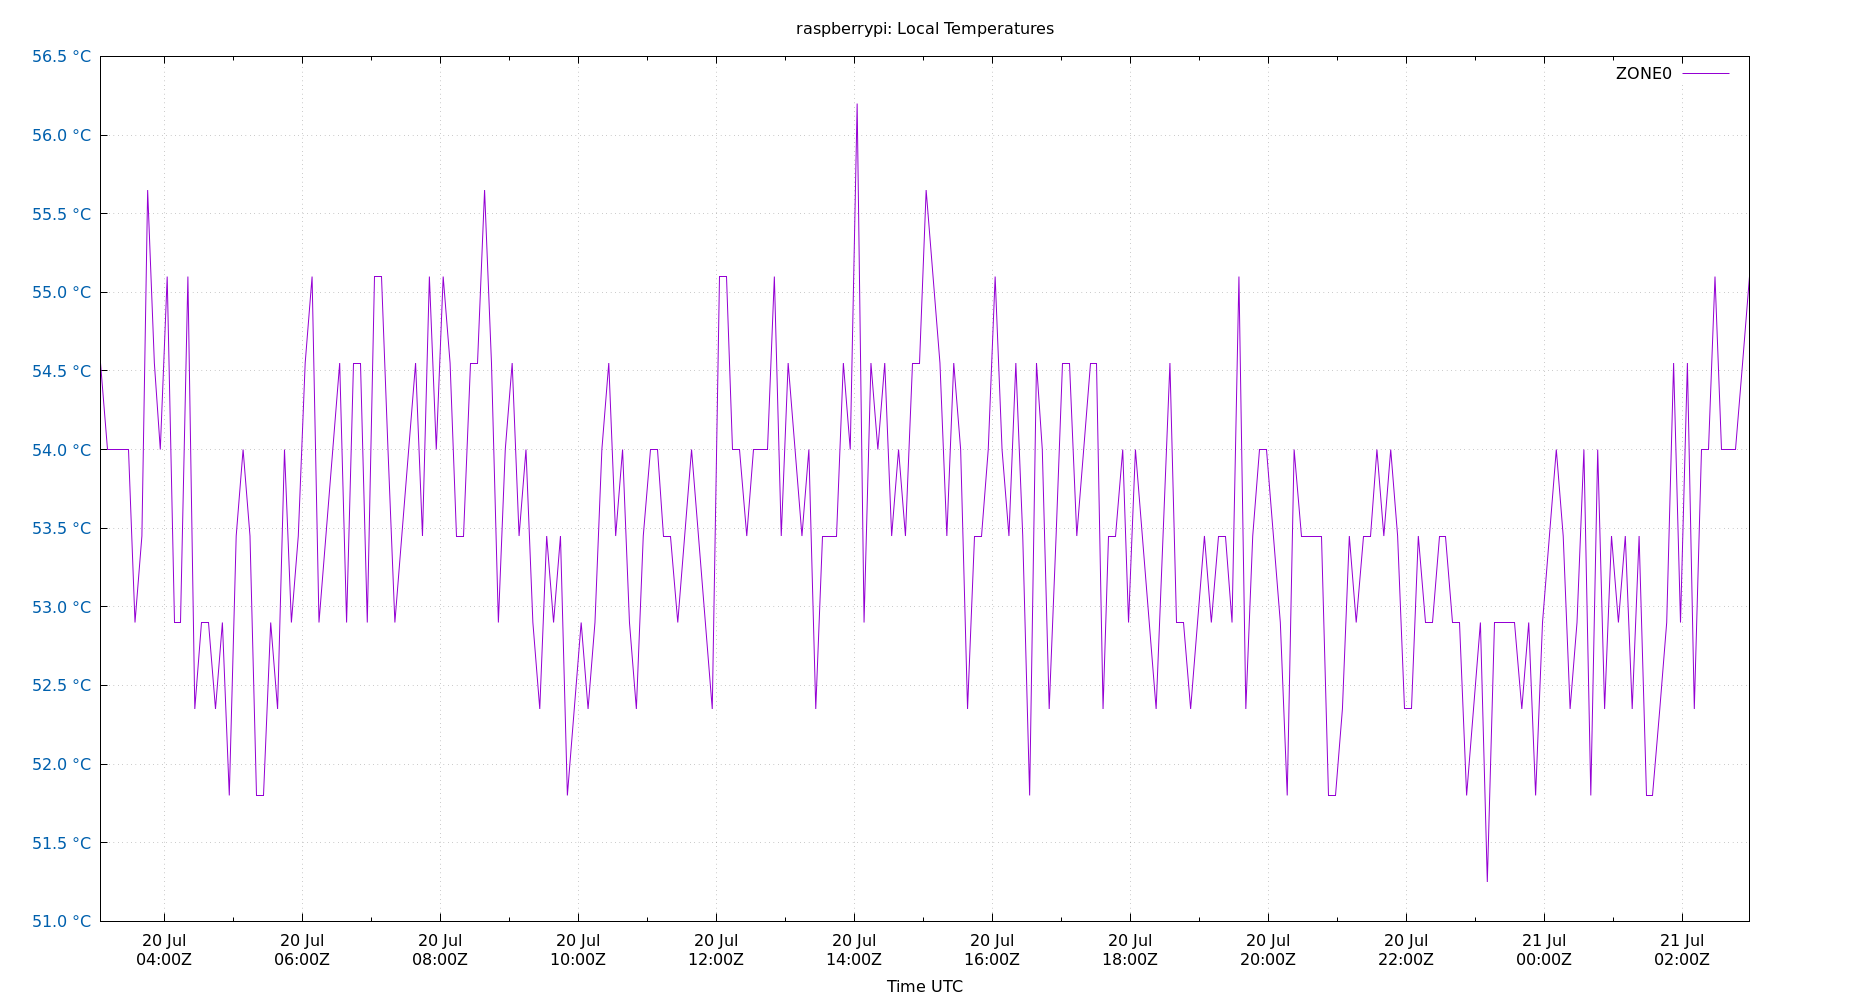 raspberrypi: Local Temperatures
56.5 °C
56.0 °C
55.5 °C
55.0 °C
54.5 °C
54.0 °C
53.5 °C
53.0 °C
52.5 °C
52.0 °C
51.5 °C
51.0 °C
ZONE0
20 Jul 20 Jul 20 Jul 20 Jul 20 Jul 20 Jul 20 Jul 20 Jul 20 Jul 20 Jul 21 Jul 21 Jul
04:00Z 06:00Z 08:00Z 10:00Z 12:00Z 14:00Z 16:00Z 18:00Z 20:00Z 22:00Z 00:00Z 02:00Z
Time UTC